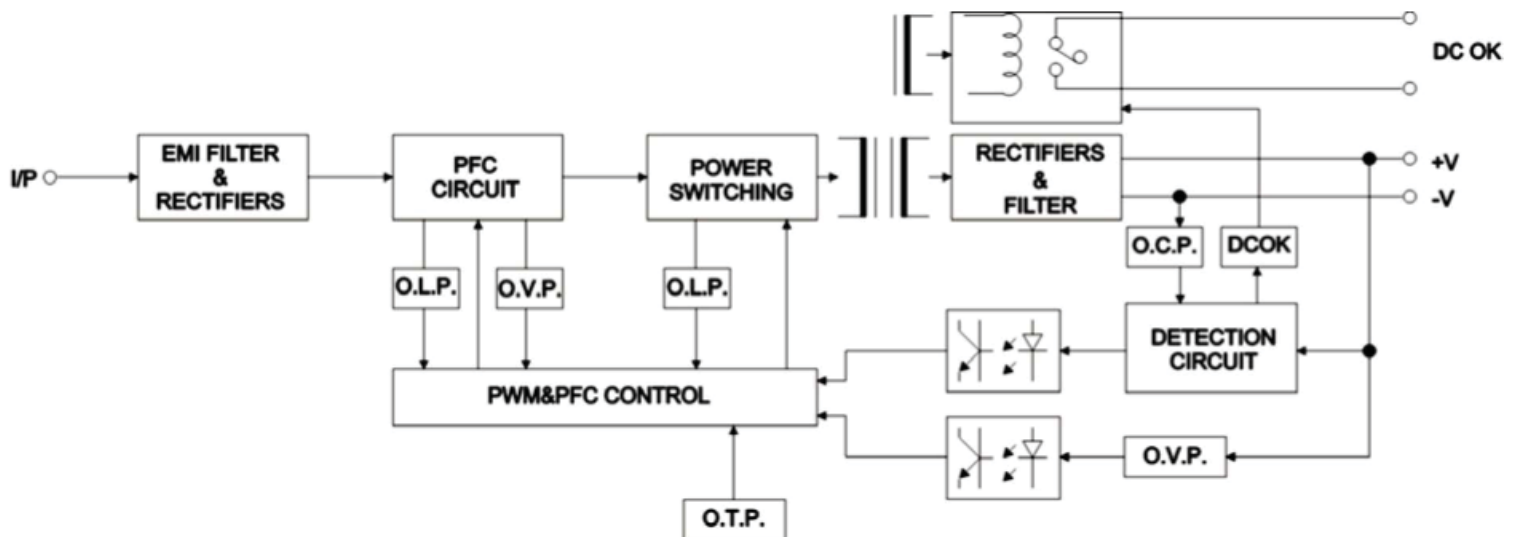 DC OK
I/P
EMI FILTER
&
RECTIFIERS
PFC
CIRCUIT
POWER
SWITCHING
RECTIFIERS
&
FILTER
+V
-V
O.C.P.
DCOK
O.L.P.
O.V.P.
O.L.P.
DETECTION
CIRCUIT
PWM&PFC CONTROL
O.V.P.
O.T.P.